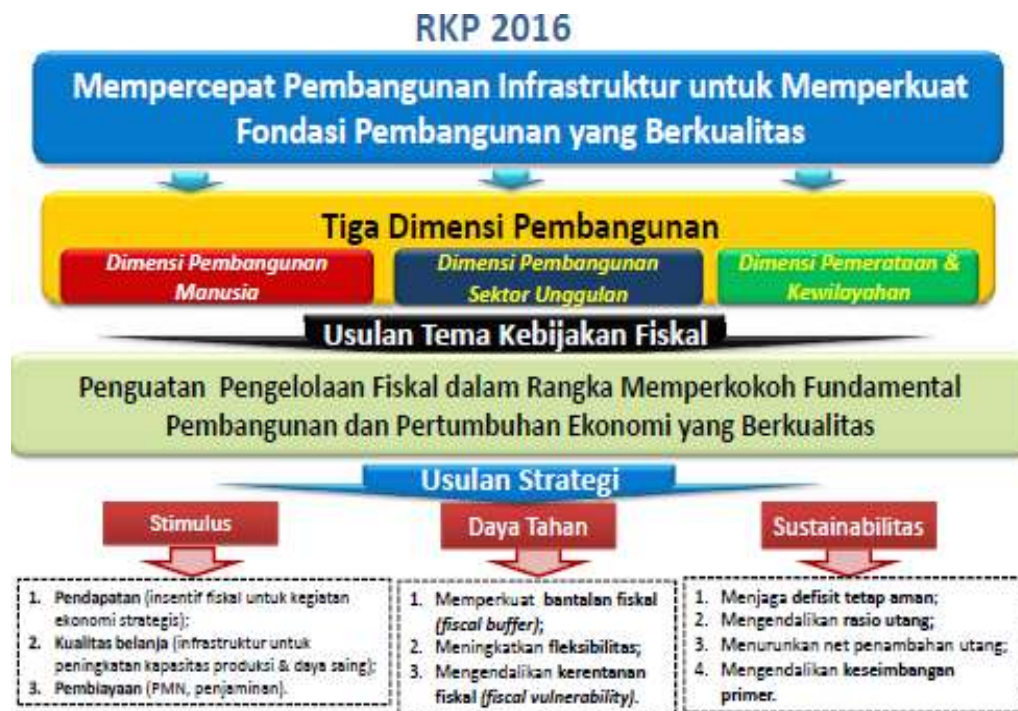 RKP 2016
Mempercepat Pembangunan Infrastruktur untuk Memperkuat
Fondasi Pembangunan yang Berkualitas
Tiga Dimensi Pembangunan
Dimensi Pembangunan
Manusia
Dimensi Pembangunan
Sektor Unggulan
Dimensi Pemerataan &
Kewilayahan
Usulan Tema Kebijakan Fiskal
Penguatan Pengelolaan Fiskal dalam Rangka Memperkokoh Fundamental
Pembangunan dan Pertumbuhan Ekonomi yang Berkualitas
Usulan Strategi
Stimulus
1. Pendapatan (insentif fiskal untuk kegiatan
ekonomi strategis);
2. Kualitas belanja (infrastruktur untuk
peningkatan kapasitas produksi & daya saing);
3. Pembiayaan (PMN, penjaminan).
Daya Tahan
1. Memperkuat bantalan fiskal
(fiscal buffer);
2. Meningkatkan fleksibilitas;
3. Mengendalikan kerentanan
fiskal (fiscal vulnerability).
Sustainabilitas
1. Menjaga defisit tetap aman;
2. Mengendalikan rasio utang;
3. Menurunkan net penambahan utang;
4. Mengendalikan keseimbangan
primer.